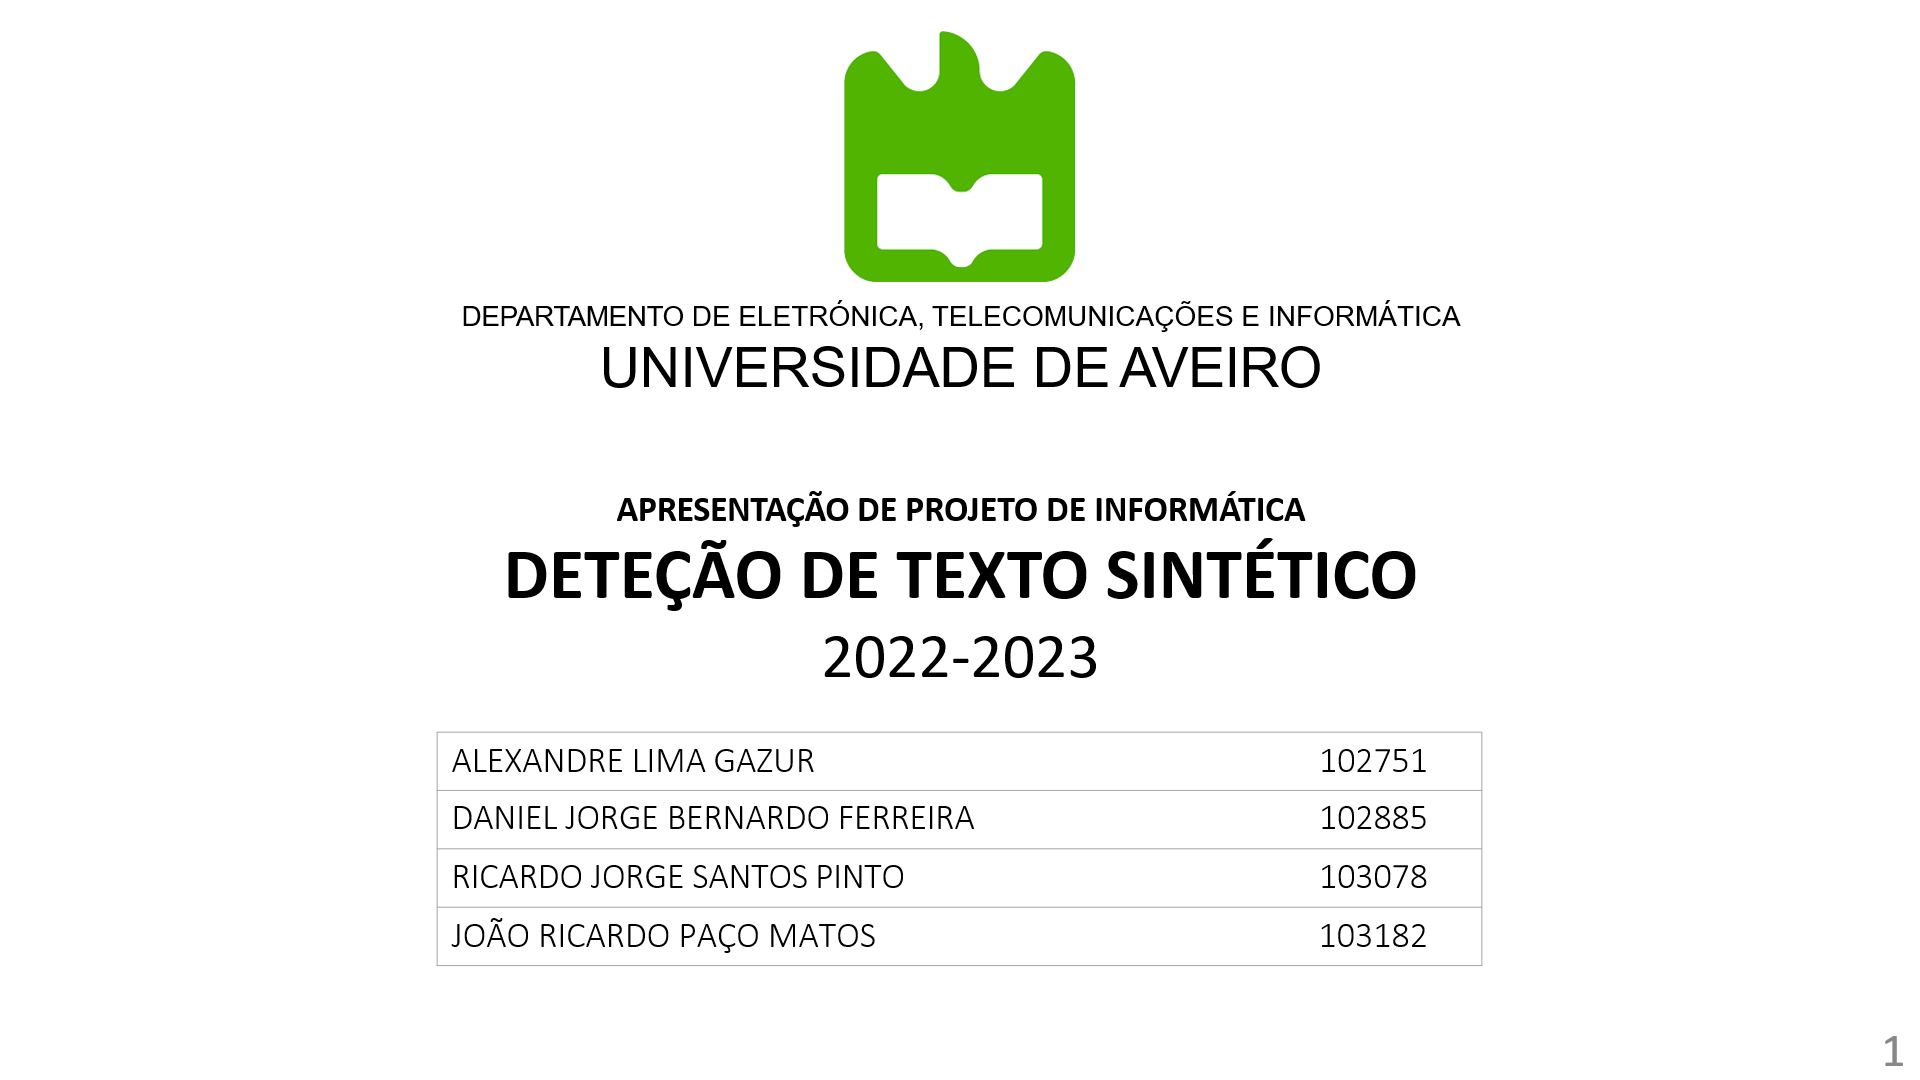 DEPARTAMENTO DE ELETRÓNICA, TELECOMUNICAÇÕES E INFORMÁTICA
UNIVERSIDADE DE AVEIRO
APRESENTAÇÃO DE PROJETO DE INFORMÁTICA
DETEÇÃO DE TEXTO SINTÉTICO
2022-2023
ALEXANDRE LIMA GAZUR 102751
DANIEL JORGE BERNARDO FERREIRA 102885
RICARDO JORGE SANTOS PINTO 103078
JOÃO RICARDO PAÇO MATOS 103182
1